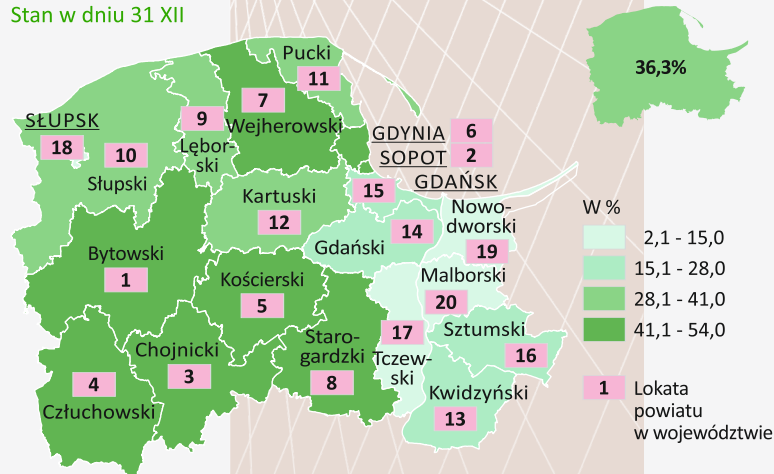 Stan w dniu 31 XII
36,3%
Pucki
11
7
Wejherowski
9
Lębor-
ski
SŁUPSK
18
10
Słupski
GDYNIA 6
SOPOT 2
GDAŃSK
15
Kartuski
12
Gdański
14
Nowo-
dworski
19
Bytowski
1
Kościerski
5
Malborski
20
Sztumski
16
17
Tczew-
ski
Staro-
gardzki
8
Chojnicki
3
4
Człuchowski
Kwidzyński
13
W %
2,1 - 15,0
15,1 - 28,0
28,1 - 41,0
41,1 - 54,0
1 Lokata
powiatu
w województwie